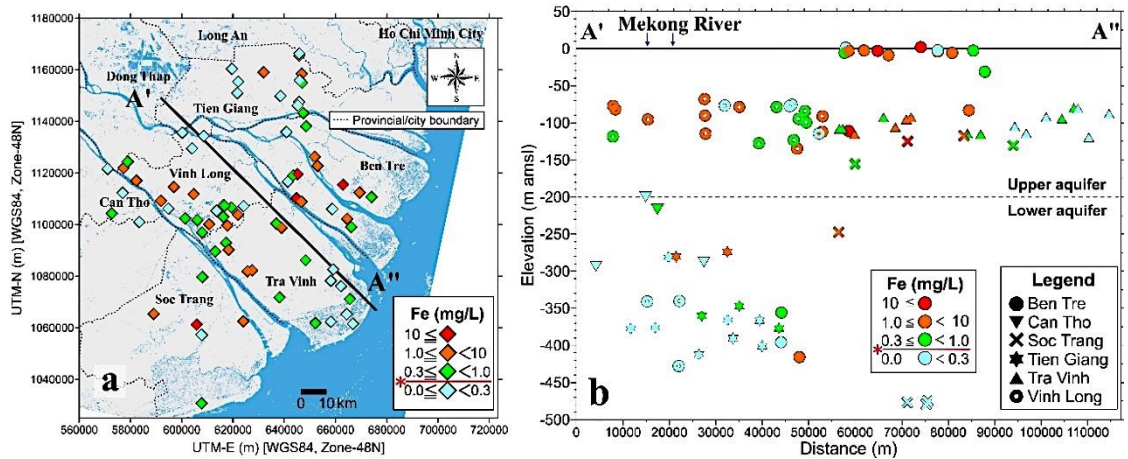 a
Long An
Ho Chi Minh City
Dong Thap
N
W E
S
A'
Tien Giang
Provincial/city boundary
Ben Tre
Vinh Long
Can Tho
Tra Vinh
A"
Soc Trang
Fe (mg/L)
10 ≦
1.0≦ <10
0.3≦ <1.0
*
0.0≦ <0.3
10 km
1180000
1160000
1140000
1120000
1100000
1080000
1060000
1040000
UTM-N (m) [WGS84, Zone-48N]
560000 600000 640000 680000 720000
UTM-E (m) [WGS84, Zone-48N]
A' Mekong River A"
50
0
-50
-100
-150
-200
-250
-300
-350
-400
-450
-500
Elevation (m amsl)
Upper aquifer
Lower aquifer
Fe (mg/L)
10 ≦
1.0 ≦ < 10
0.3 ≦ < 1.0
*
0.0 ≦ < 0.3
Legend
Ben Tre
Can Tho
Soc Trang
Tien Giang
Tra Vinh
Vinh Long
b
0 10000 20000 30000 40000 50000 60000 70000 80000 90000 100000 110000
Distance (m)